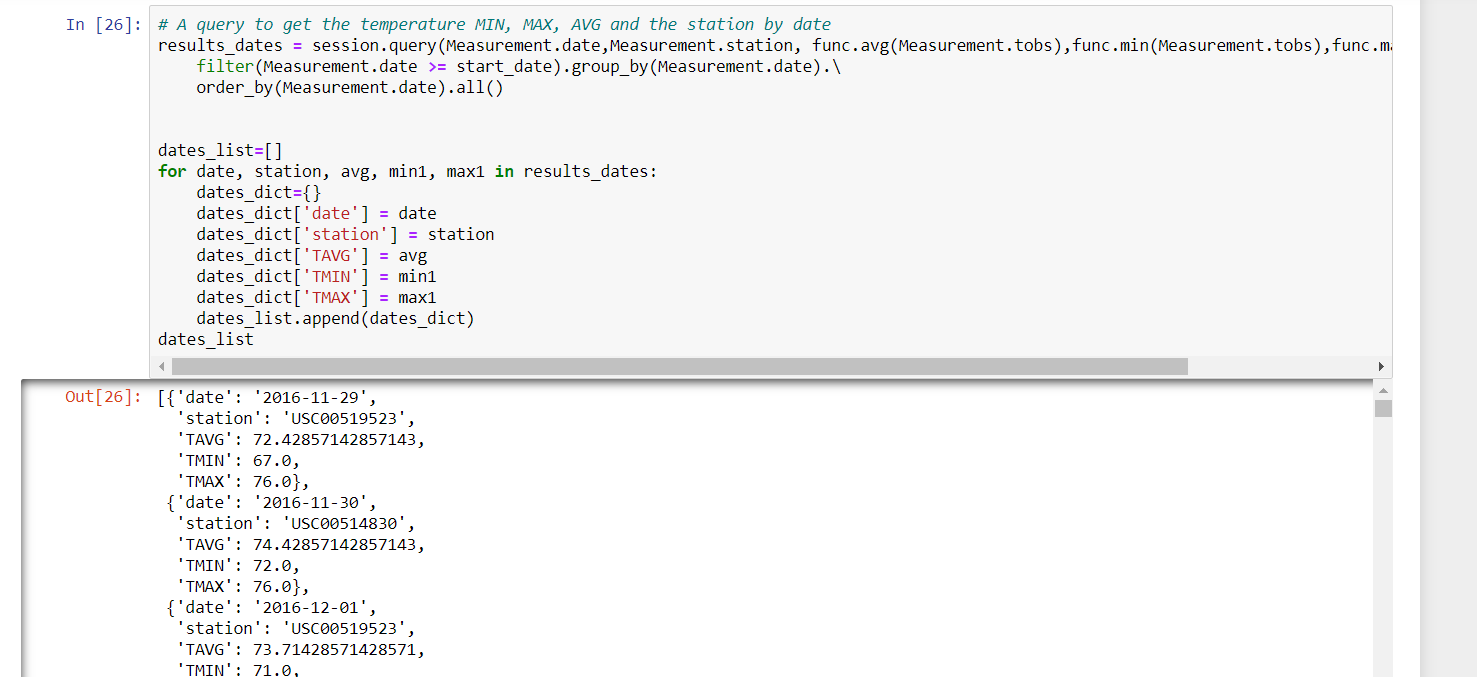 In [26]: # A query to get the temperature MIN, MAX, AVG and the station by date
results_dates = session.query(Measurement.date,Measurement.station, func.avg(Measurement.tobs),func.min(Measurement.tobs),func.ma
    filter(Measurement.date >= start_date).group_by(Measurement.date).\
    order_by(Measurement.date).all()
dates_list=[]
for date, station, avg, min1, max1 in results_dates:
    dates_dict={}
    dates_dict['date'] = date
    dates_dict['station'] = station
    dates_dict['TAVG'] = avg
    dates_dict['TMIN'] = min1
    dates_dict['TMAX'] = max1
    dates_list.append(dates_dict)
dates_list
Out[26]: [{'date': '2016-11-29',
  'station': 'USC00519523',
  'TAVG': 72.42857142857143,
  'TMIN': 67.0,
  'TMAX': 76.0},
 {'date': '2016-11-30',
  'station': 'USC00514830',
  'TAVG': 74.42857142857143,
  'TMIN': 72.0,
  'TMAX': 76.0},
 {'date': '2016-12-01',
  'station': 'USC00519523',
  'TAVG': 73.71428571428571,
  'TMIN': 71.0,